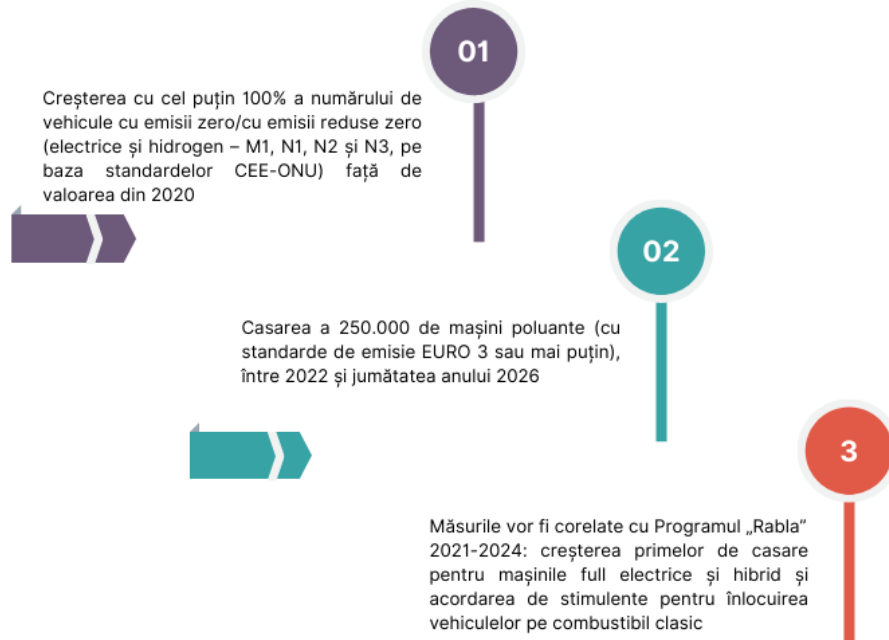 01
Creșterea cu cel puțin 100% a numărului de
vehicule cu emisii zero/cu emisii reduse zero
(electrice și hidrogen – M1, N1, N2 și N3, pe
baza standardelor CEE-ONU) față de
valoarea din 2020
02
Casarea a 250.000 de mașini poluante (cu
standarde de emisie EURO 3 sau mai puțin),
între 2022 și jumătatea anului 2026
3
Măsurile vor fi corelate cu Programul „Rabla”
2021-2024: creșterea primelor de casare
pentru mașinile full electrice și hibrid și
acordarea de stimulente pentru înlocuirea
vehiculelor pe combustibil clasic